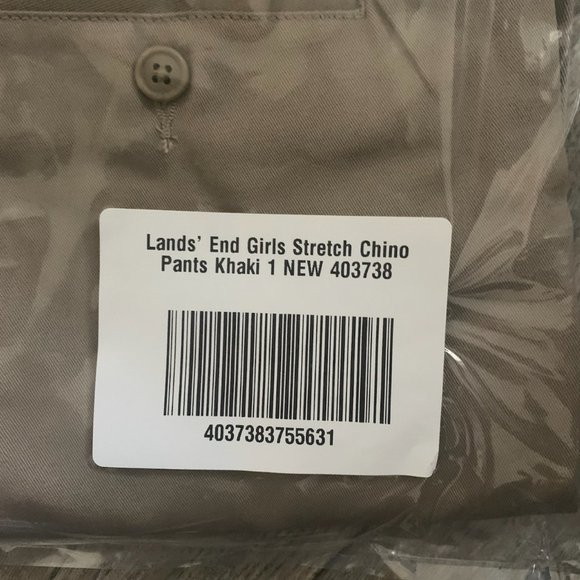 Lands' End Girls Stretch Chino
Pants Khaki 1 NEW 403738
4037383755631